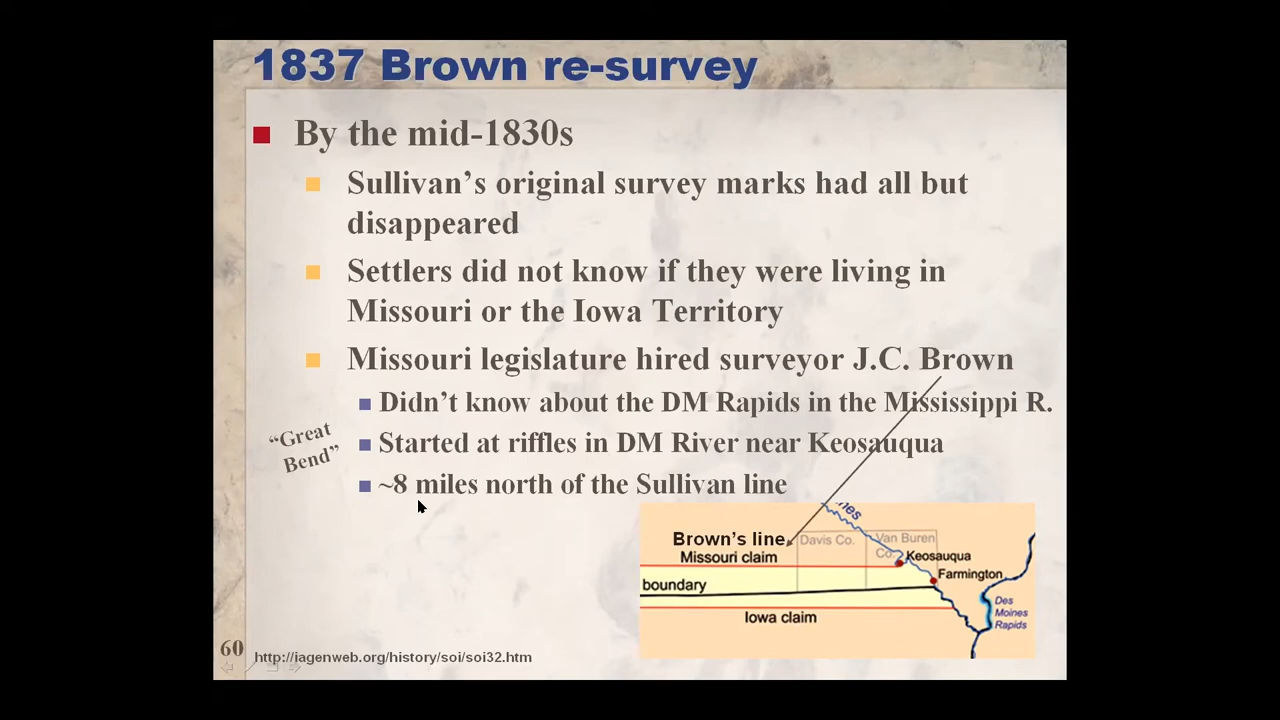 1837 Brown re-survey
By the mid-1830s
Sullivan’s original survey marks had all but
disappeared
Settlers did not know if they were living in
Missouri or the Iowa Territory
Missouri legislature hired surveyor J.C. Brown
Didn’t know about the DM Rapids in the Mississippi R.
“Great
Bend”
Started at riffles in DM River near Keosauqua
~8 miles north of the Sullivan line
nes
Brown’s line
Davis Co.
Van Buren
Co.
Missouri claim
Keosauqua
Farmington
boundary
Des
Moines
Rapids
Iowa claim
60
http://iagenweb.org/history/soi/soi32.htm